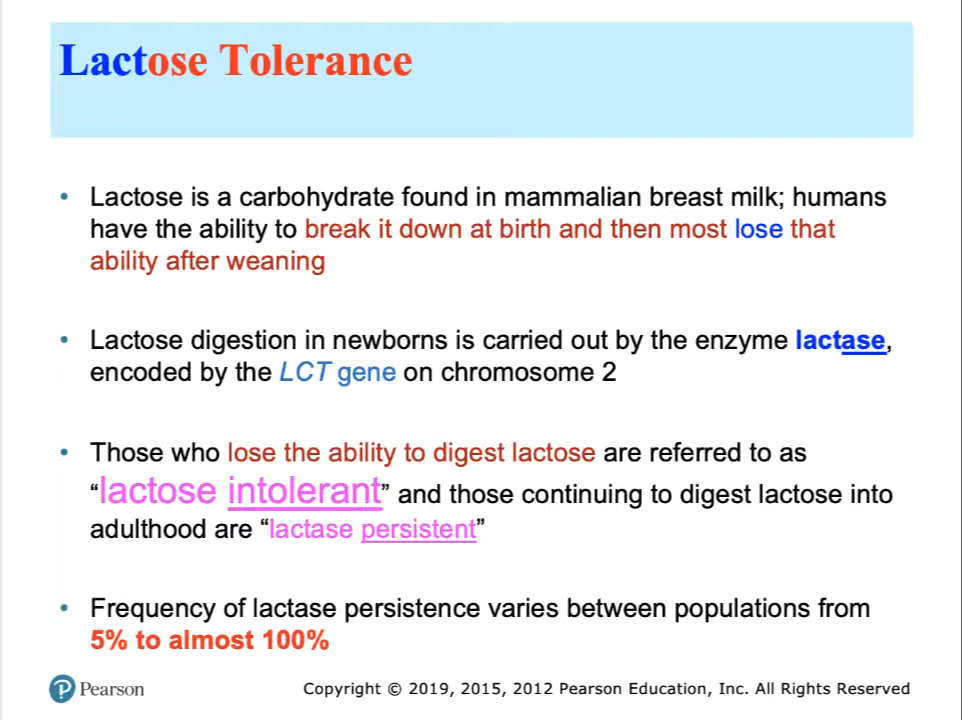 Lactose Tolerance
• Lactose is a carbohydrate found in mammalian breast milk; humans
have the ability to break it down at birth and then most lose that
ability after weaning
• Lactose digestion in newborns is carried out by the enzyme lactase,
encoded by the LCT gene on chromosome 2
• Those who lose the ability to digest lactose are referred to as
“lactose intolerant” and those continuing to digest lactose into
adulthood are “lactase persistent”
• Frequency of lactase persistence varies between populations from
5% to almost 100%
Pearson
Copyright © 2019, 2015, 2012 Pearson Education, Inc. All Rights Reserved